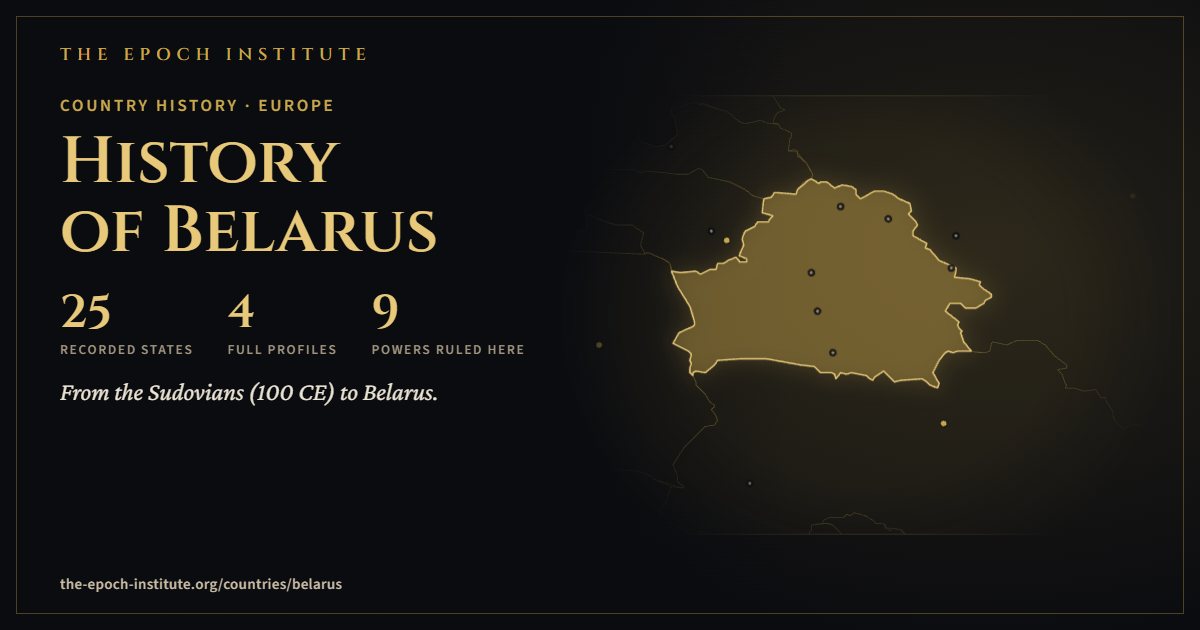 THE EPOCH INSTITUTE
COUNTRY HISTORY · EUROPE
HISTORY
OF BELARUS
25
4
9
RECORDED STATES
FULL PROFILES
POWERS RULED HERE
From the Sudovians (100 CE) to Belarus.
the-epoch-institute.org/countries/belarus